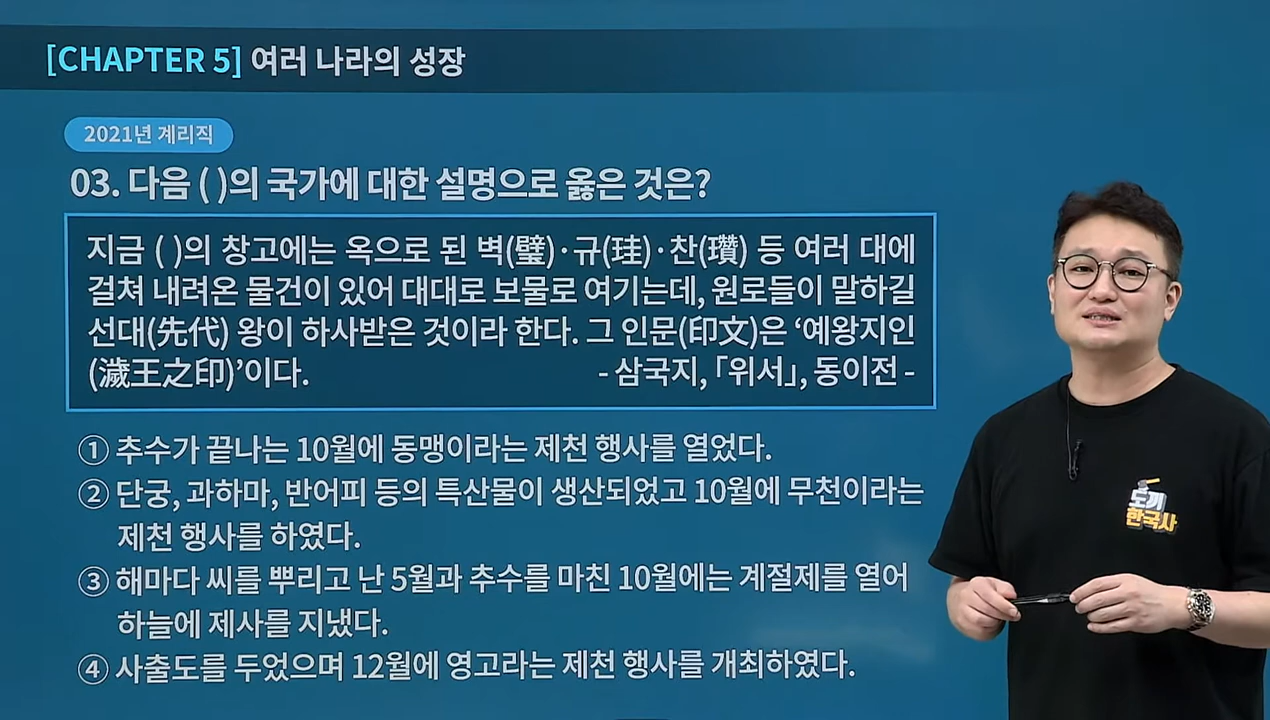 [CHAPTER 5] 여러 나라의 성장
2021년 계리직
03. 다음 ( )의 국가에 대한 설명으로 옳은 것은?
지금 ( )의 창고에는 옥으로 된 벽(璧)·규(珪)·찬(瓚) 등 여러 대에
걸쳐 내려온 물건이 있어 대대로 보물로 여기는데, 원로들이 말하길
선대(先代) 왕이 하사받은 것이라 한다. 그 인문(印文)은 ‘예왕지인
(濊王之印)’이다. - 삼국지, 「위서」, 동이전 -
① 추수가 끝나는 10월에 동맹이라는 제천 행사를 열었다.
② 단궁, 과하마, 반어피 등의 특산물이 생산되었고 10월에 무천이라는
제천 행사를 하였다.
③ 해마다 씨를 뿌리고 난 5월과 추수를 마친 10월에는 계절제를 열어
하늘에 제사를 지냈다.
④ 사출도를 두었으며 12월에 영고라는 제천 행사를 개최하였다.
도끼
한국사